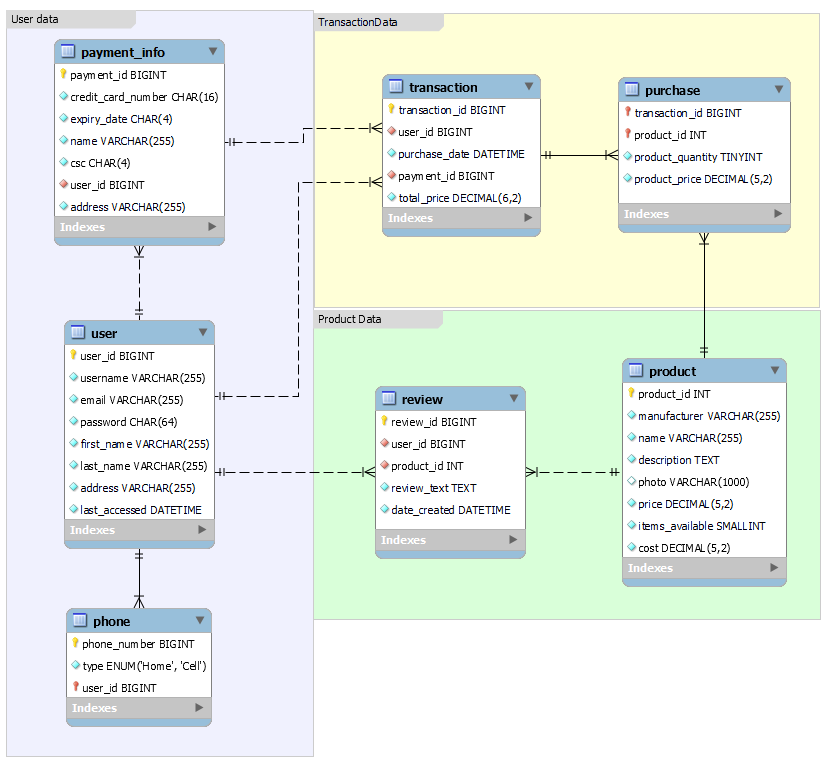 User data
payment_info
payment_id BIGINT
credit_card_number CHAR(16)
expiry_date CHAR(4)
name VARCHAR(255)
csc CHAR(4)
user_id BIGINT
address VARCHAR(255)
Indexes
user
user_id BIGINT
username VARCHAR(255)
email VARCHAR(255)
password CHAR(64)
first_name VARCHAR(255)
last_name VARCHAR(255)
address VARCHAR(255)
last_accessed DATETIME
Indexes
phone
phone_number BIGINT
type ENUM('Home', 'Cell')
user_id BIGINT
Indexes
TransactionData
transaction
transaction_id BIGINT
user_id BIGINT
purchase_date DATETIME
payment_id BIGINT
total_price DECIMAL(6,2)
Indexes
purchase
transaction_id BIGINT
product_id INT
product_quantity TINYINT
product_price DECIMAL(5,2)
Indexes
Product Data
review
review_id BIGINT
user_id BIGINT
product_id INT
review_text TEXT
date_created DATETIME
Indexes
product
product_id INT
manufacturer VARCHAR(255)
name VARCHAR(255)
description TEXT
photo VARCHAR(1000)
price DECIMAL(5,2)
items_available SMALLINT
cost DECIMAL(5,2)
Indexes